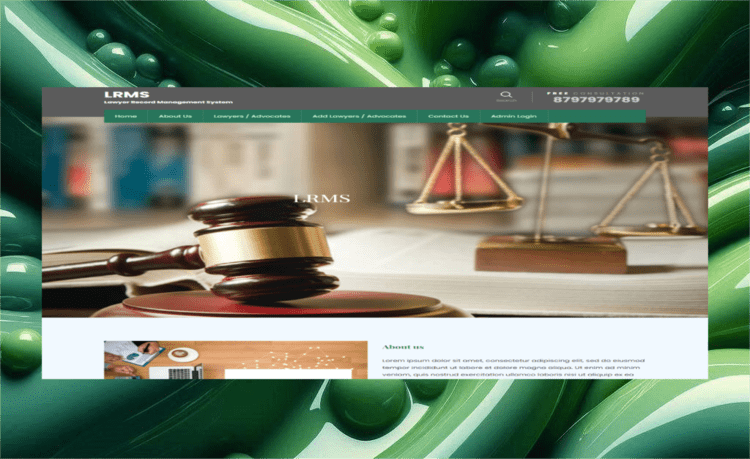 LRMS
Lawyer Record Management System
Search
FREE CONSULTATION
8797979789
Home
About Us
Lawyers / Advocates
Add Lawyers / Advocates
Contact Us
Admin Login
LRMS
About us
Lorem ipsum dolor sit amet, consectetur adipiscing elit, sed do eiusmod
tempor incididunt ut labore et dolore magna aliqua. Ut enim ad minim
veniam, quis nostrud exercitation ullamco laboris nisi ut aliquip ex ea